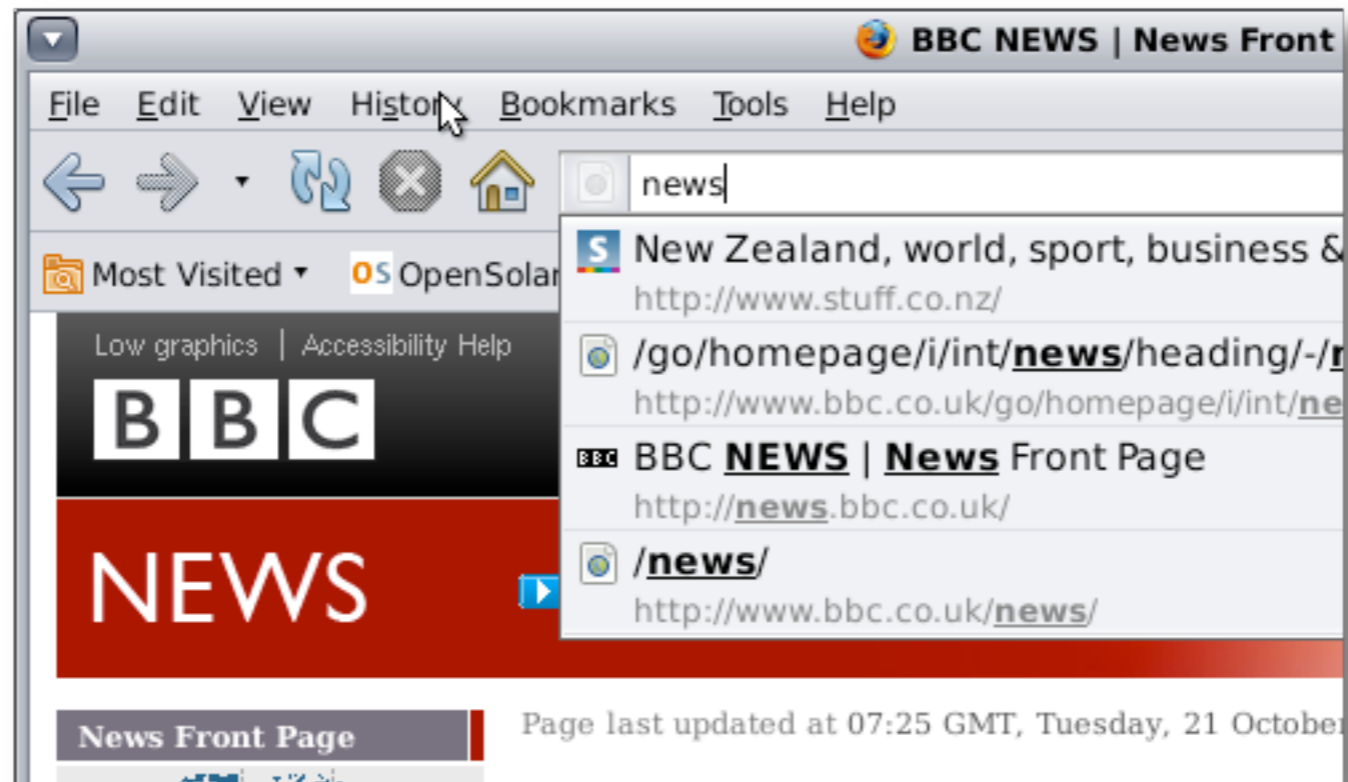 BBC NEWS | News Front
File Edit View History Bookmarks Tools Help
news
Most Visited OS OpenSolar
S New Zealand, world, sport, business &
http://www.stuff.co.nz/
/go/homepage/i/int/news/heading/-/n
http://www.bbc.co.uk/go/homepage/i/int/ne
BBC BBC NEWS | News Front Page
http://news.bbc.co.uk/
/news/
http://www.bbc.co.uk/news/
Low graphics | Accessibility Help
BBC
NEWS
News Front Page
Page last updated at 07:25 GMT, Tuesday, 21 October